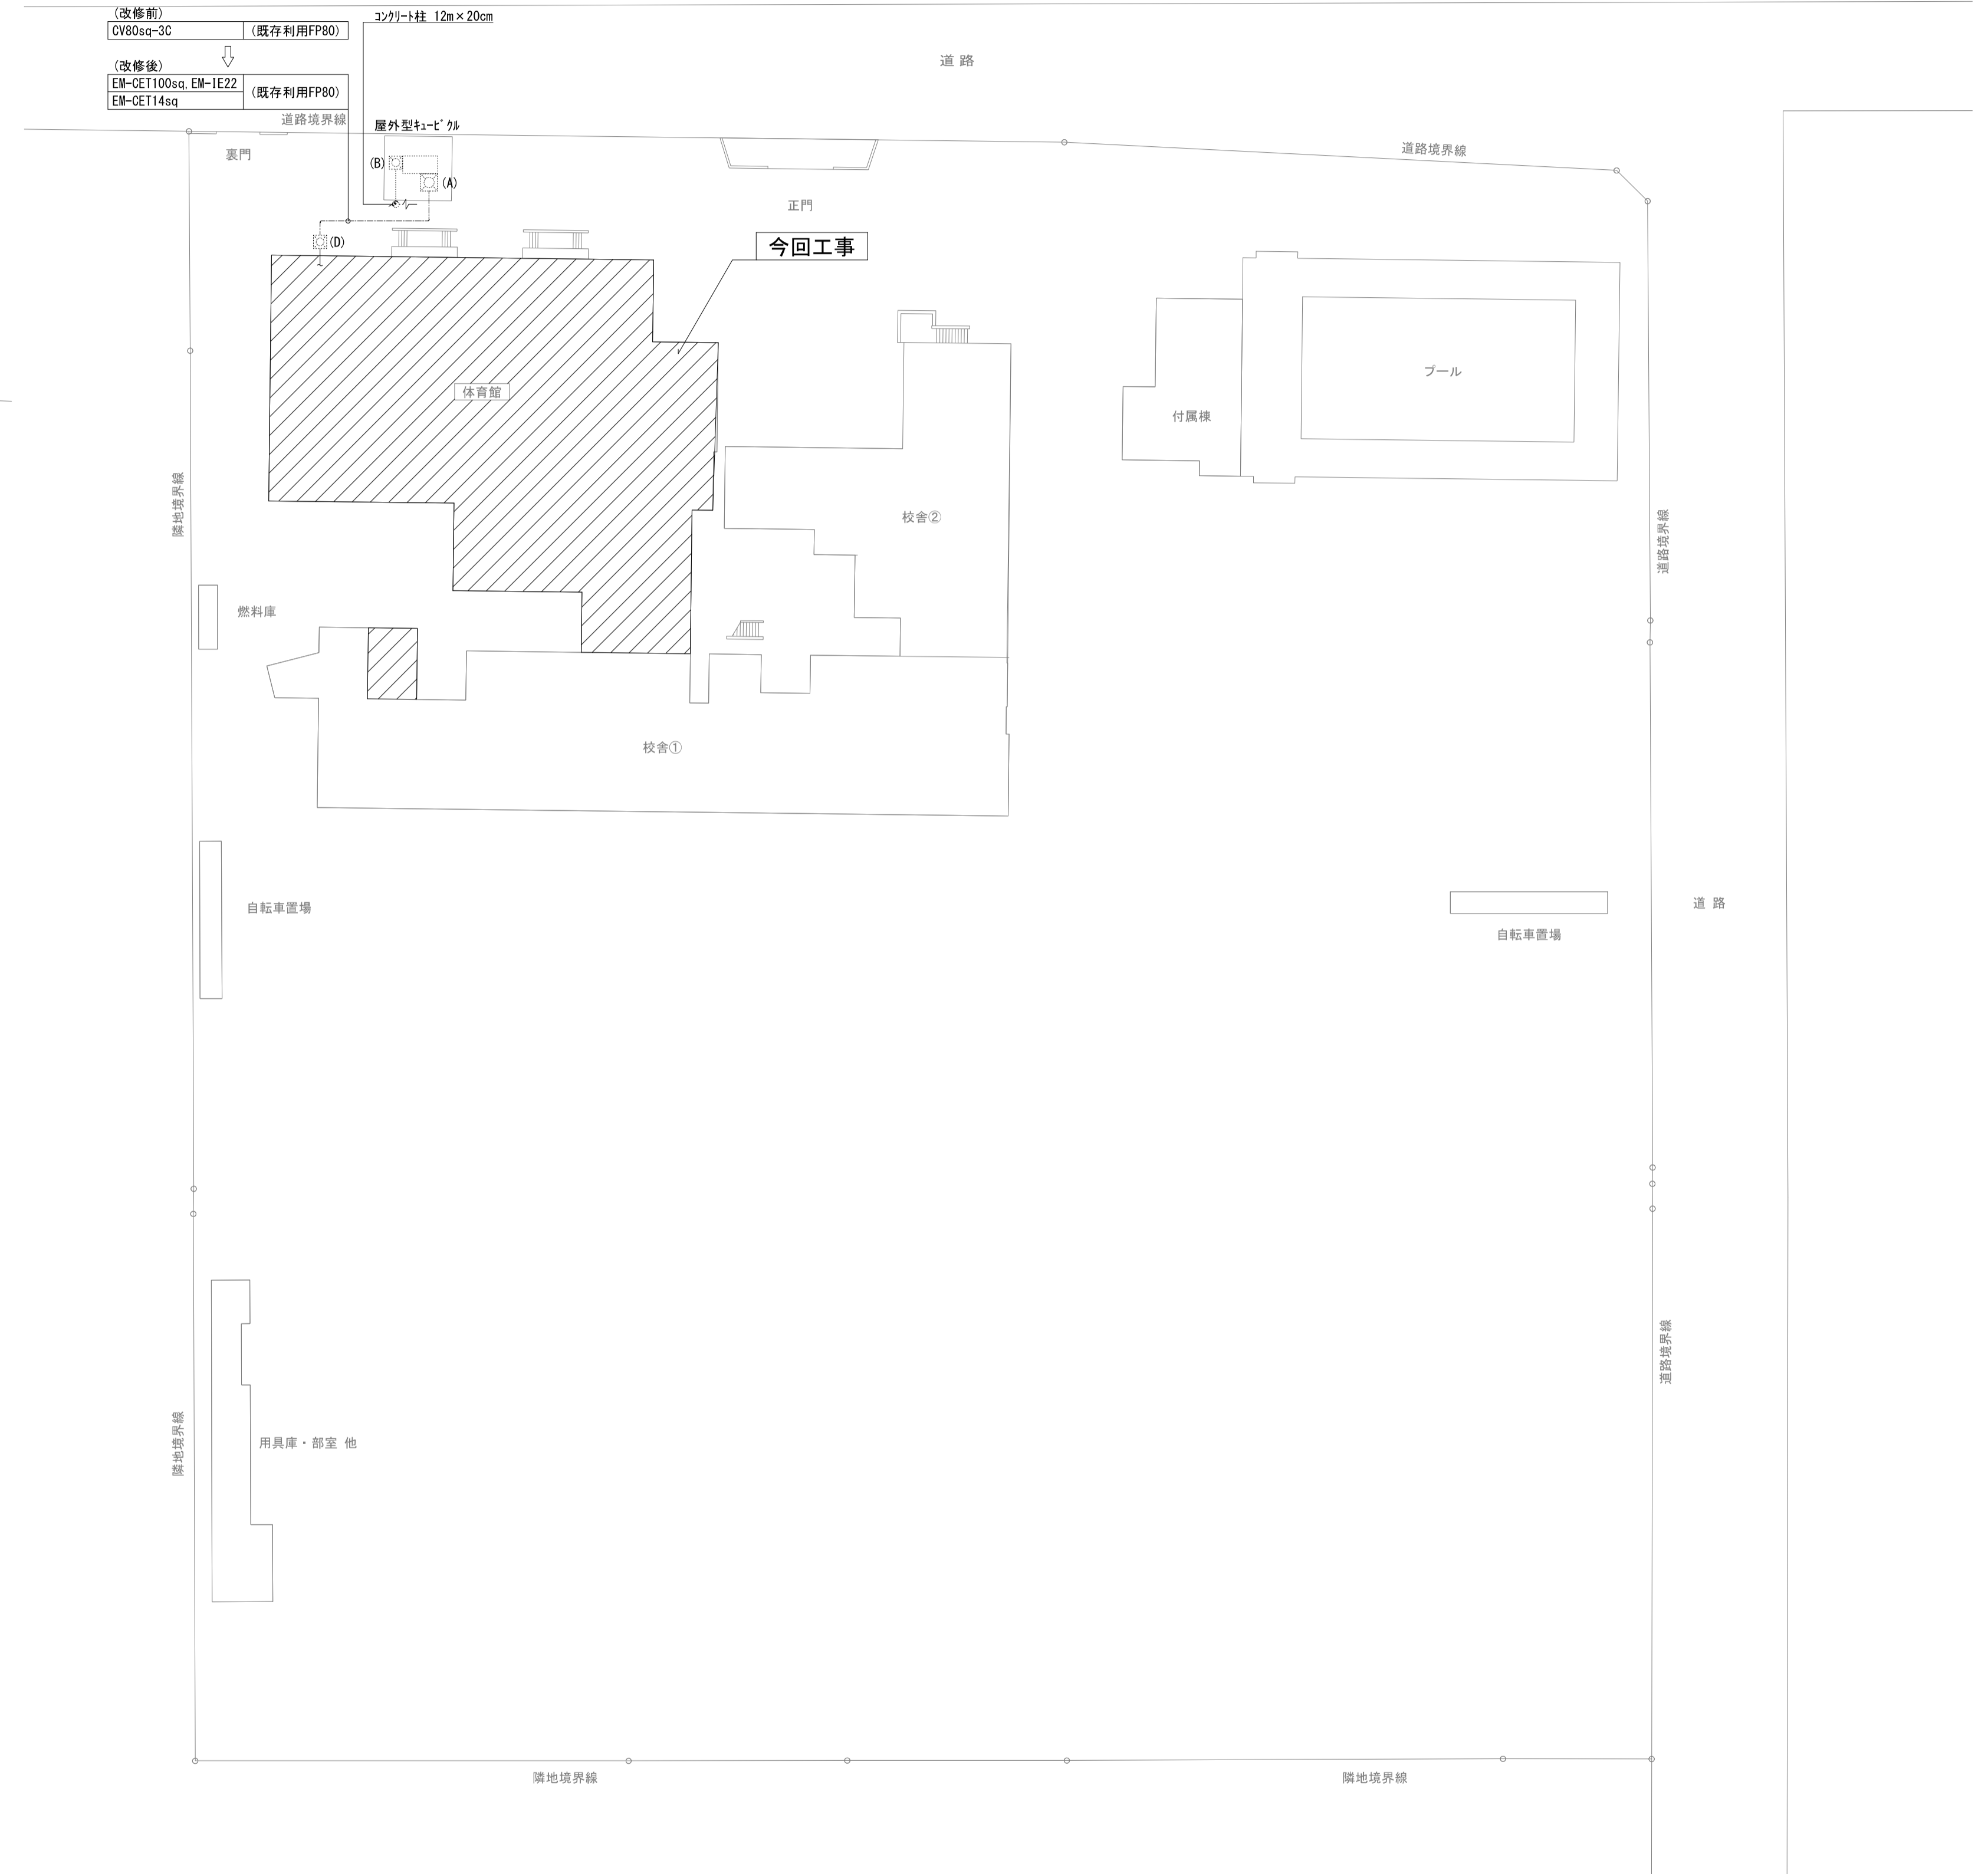 (改修前)
CV80sq-3C (既存利用FP80)
(改修後)
EM-CET100sq, EM-IE22
EM-CET14sq
(既存利用FP80)
ｺﾝｸﾘｰﾄ柱 12m×20cm
道 路
道路境界線
屋外型ｷｭｰﾋﾞｸﾙ
道路境界線
裏門
(B)
(A)
正門
(D)
今回工事
体育館
プール
付属棟
隣地境界線
校舎②
道路境界線
燃料庫
校舎①
自転車置場
道 路
自転車置場
道路境界線
隣地境界線
用具庫・部室 他
隣地境界線
隣地境界線